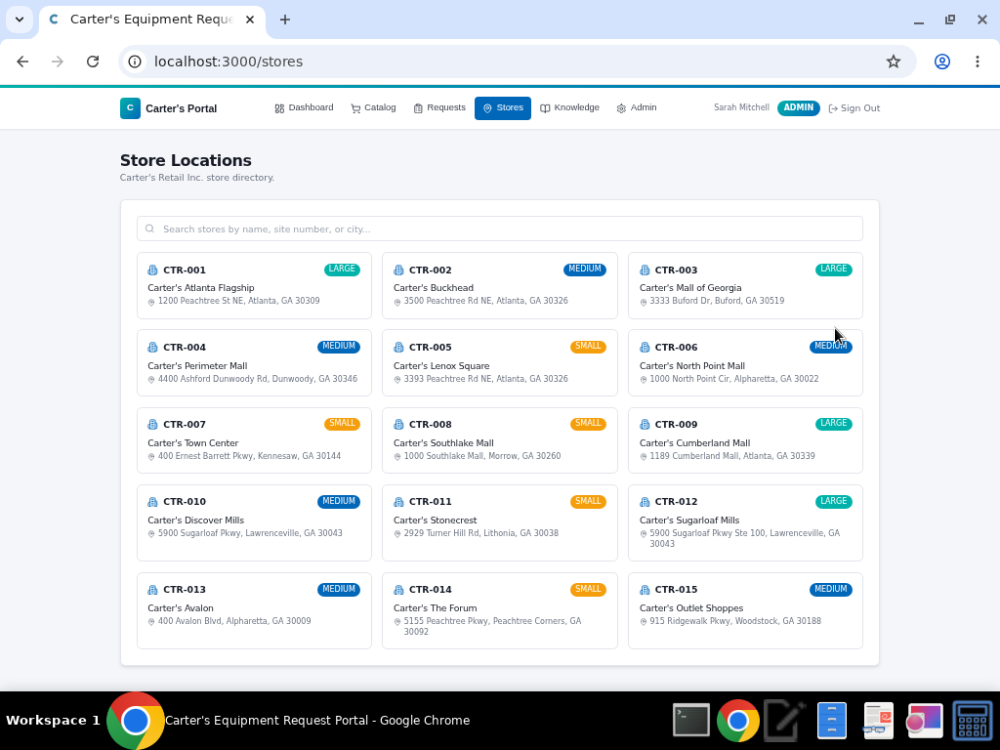 Carter's Equipment Reque
localhost:3000/stores
C Carter's Portal Dashboard Catalog Requests Stores Knowledge Admin Sarah Mitchell ADMIN Sign Out
Store Locations
Carter's Retail Inc. store directory.
Search stores by name, site number, or city...
CTR-001 LARGE
Carter's Atlanta Flagship
1200 Peachtree St NE, Atlanta, GA 30309
CTR-002 MEDIUM
Carter's Buckhead
3500 Peachtree Rd NE, Atlanta, GA 30326
CTR-003 LARGE
Carter's Mall of Georgia
3333 Buford Dr, Buford, GA 30519
CTR-004 MEDIUM
Carter's Perimeter Mall
4400 Ashford Dunwoody Rd, Dunwoody, GA 30346
CTR-005 SMALL
Carter's Lenox Square
3393 Peachtree Rd NE, Atlanta, GA 30326
CTR-006 MEDIUM
Carter's North Point Mall
1000 North Point Cir, Alpharetta, GA 30022
CTR-007 SMALL
Carter's Town Center
400 Ernest Barrett Pkwy, Kennesaw, GA 30144
CTR-008 SMALL
Carter's Southlake Mall
1000 Southlake Mall, Morrow, GA 30260
CTR-009 LARGE
Carter's Cumberland Mall
1189 Cumberland Mall, Atlanta, GA 30339
CTR-010 MEDIUM
Carter's Discover Mills
5900 Sugarloaf Pkwy, Lawrenceville, GA 30043
CTR-011 SMALL
Carter's Stonecrest
2929 Turner Hill Rd, Lithonia, GA 30038
CTR-012 LARGE
Carter's Sugarloaf Mills
5900 Sugarloaf Pkwy Ste 100, Lawrenceville, GA
30043
CTR-013 MEDIUM
Carter's Avalon
400 Avalon Blvd, Alpharetta, GA 30009
CTR-014 SMALL
Carter's The Forum
5155 Peachtree Pkwy, Peachtree Corners, GA
30092
CTR-015 MEDIUM
Carter's Outlet Shoppes
915 Ridgewalk Pkwy, Woodstock, GA 30188
Workspace 1 Carter's Equipment Request Portal - Google Chrome